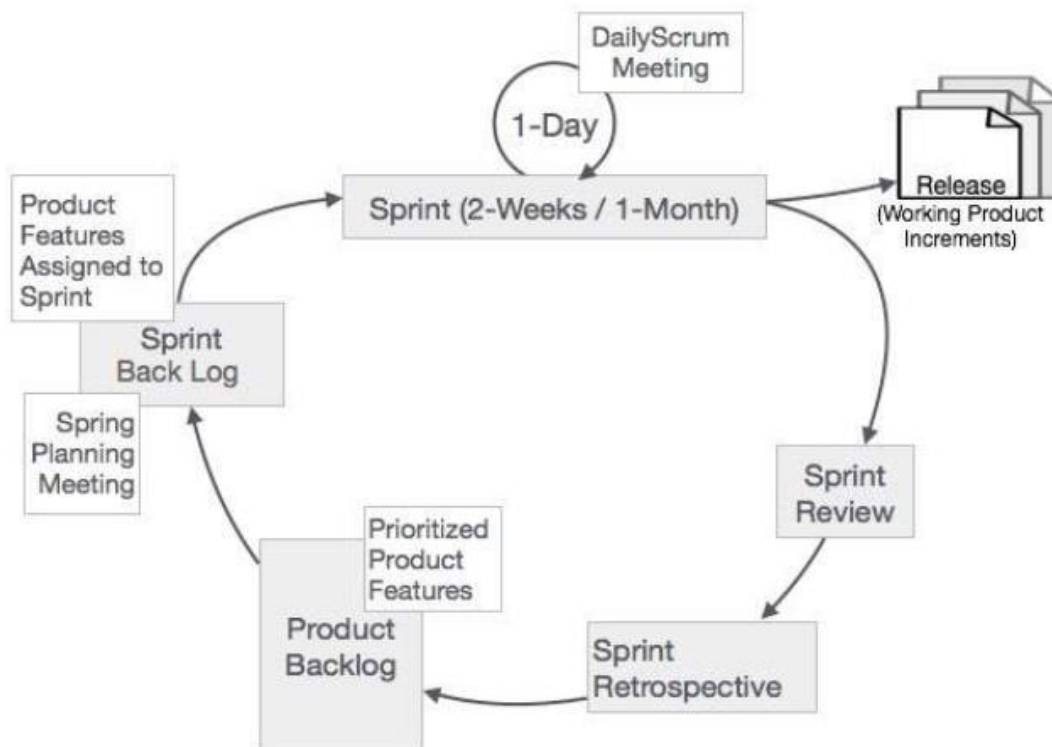 DailyScrum
Meeting
1-Day
Sprint (2-Weeks / 1-Month)
Release
(Working Product
Increments)
Product
Features
Assigned to
Sprint
Sprint
Back Log
Spring
Planning
Meeting
Sprint
Review
Prioritized
Product
Features
Product
Backlog
Sprint
Retrospective